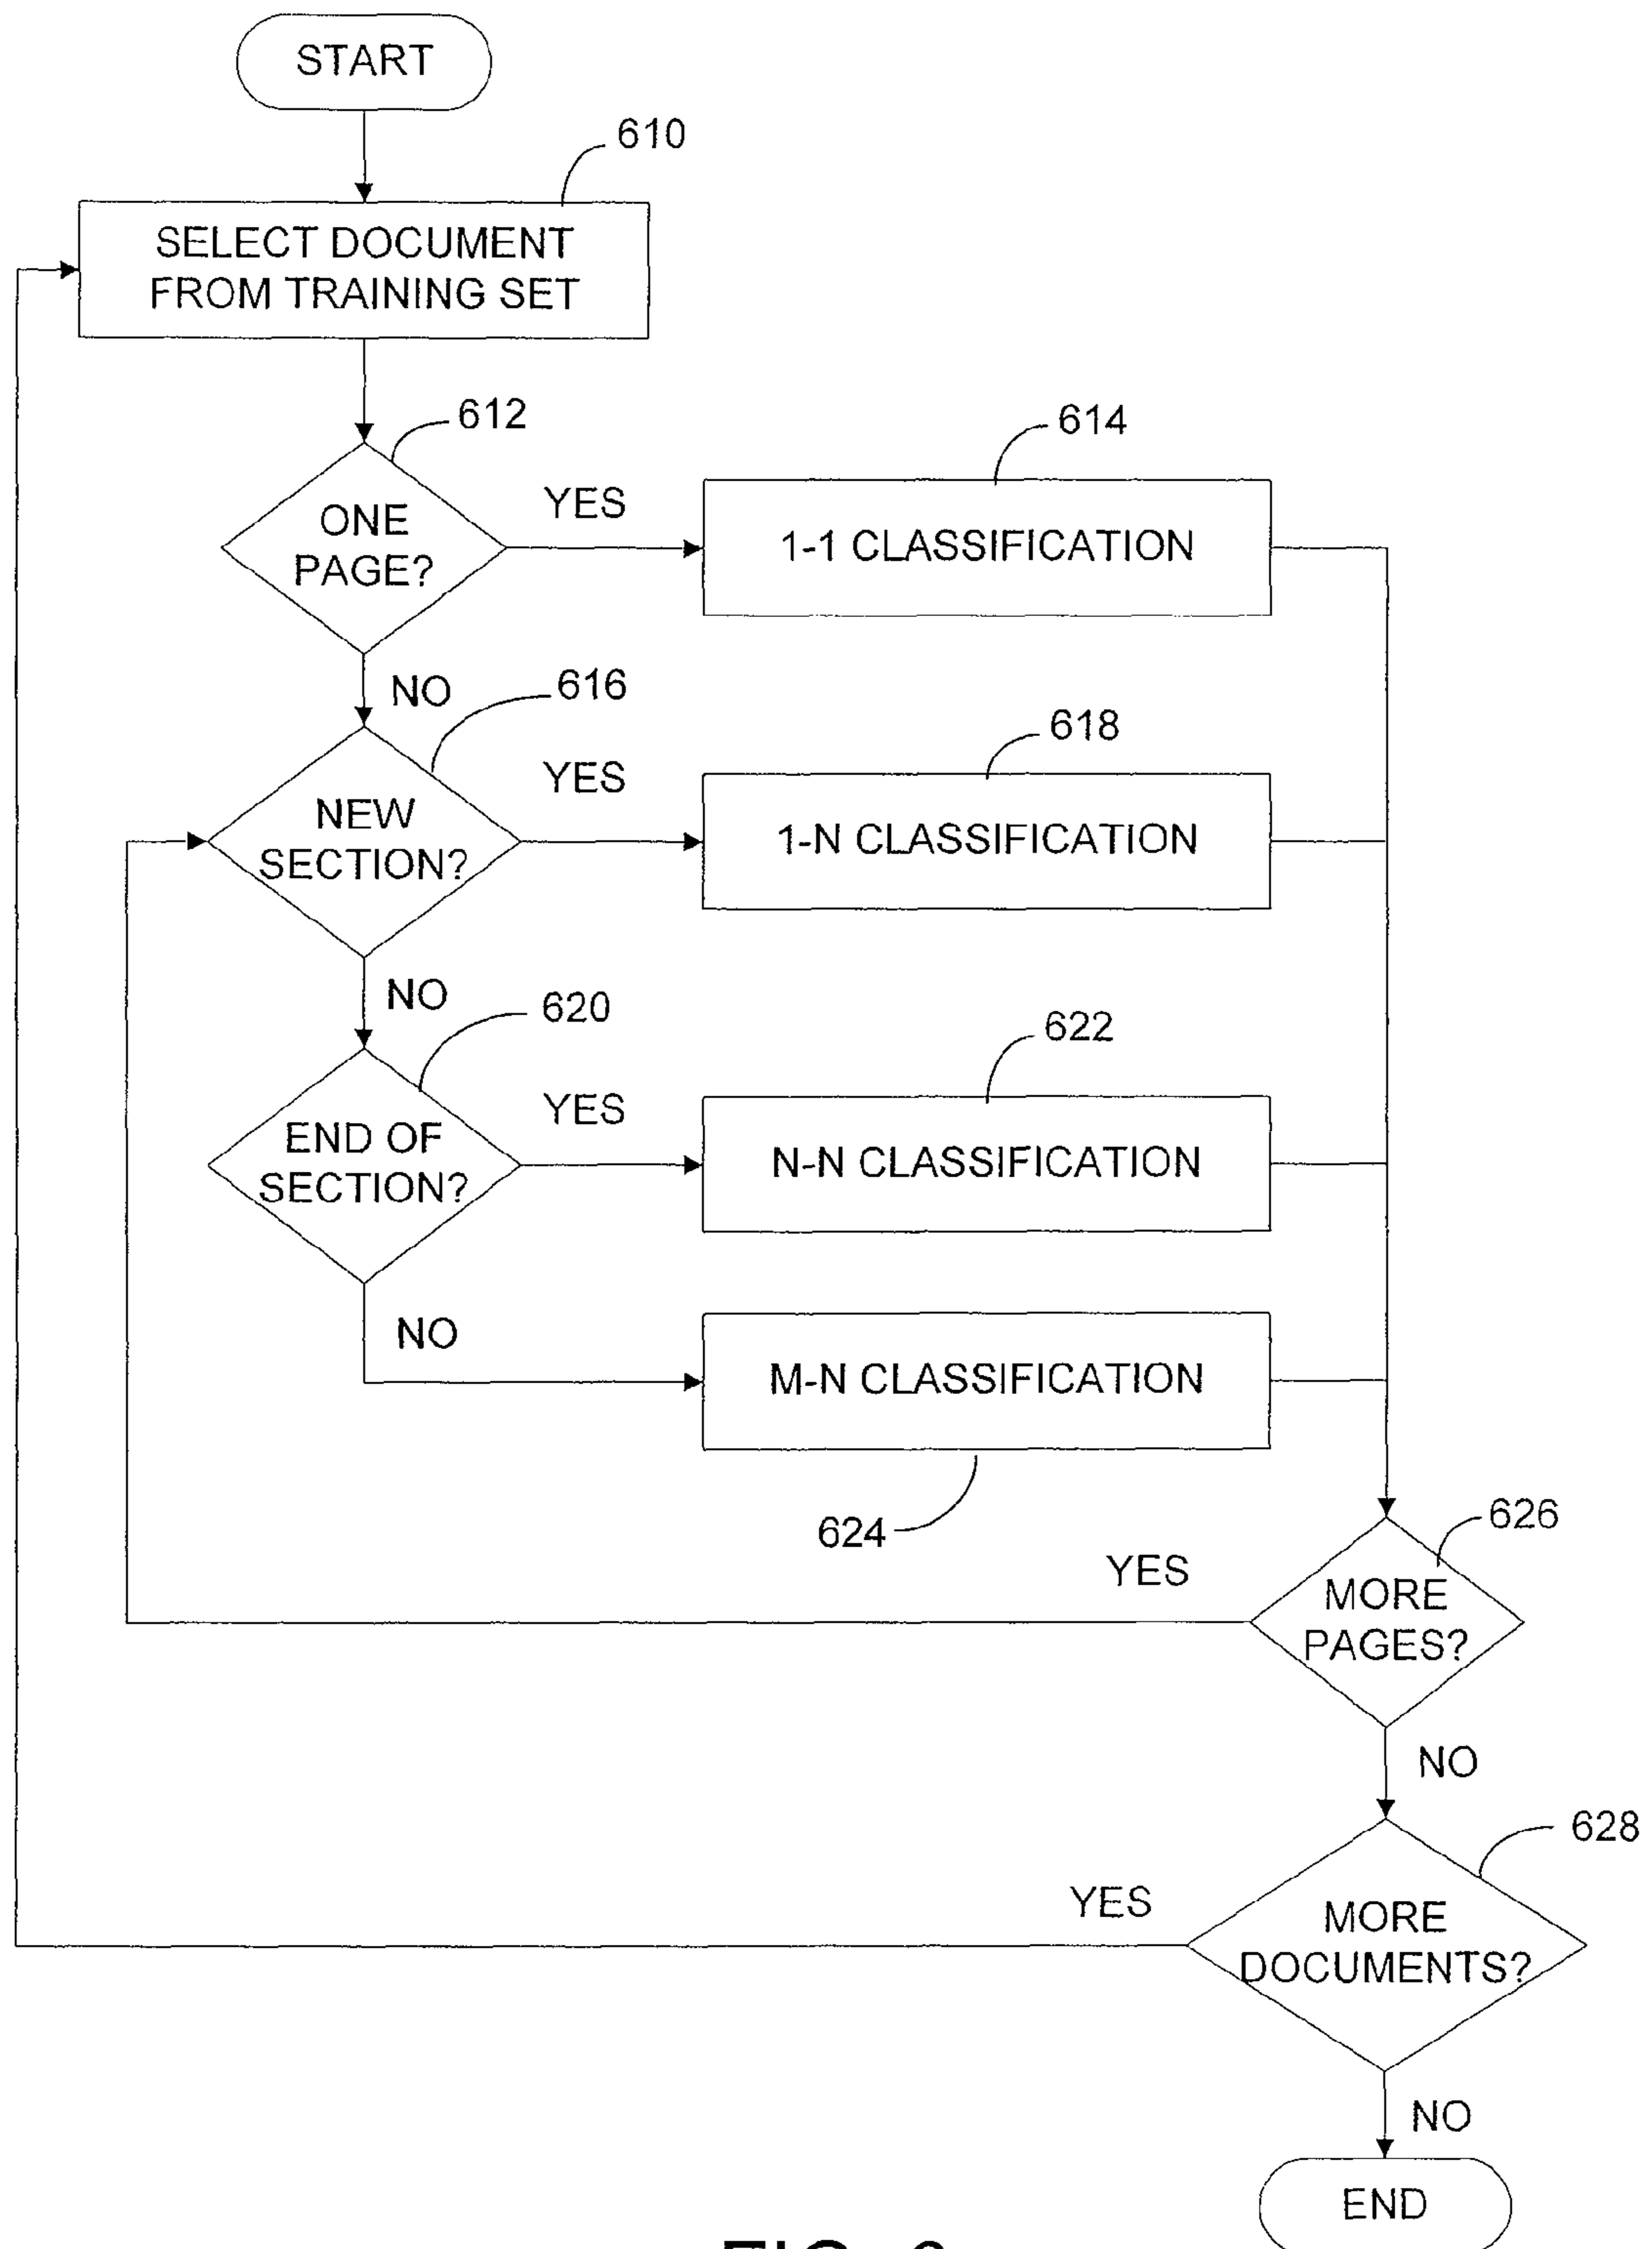 START
610
SELECT DOCUMENT
FROM TRAINING SET
612
614
ONE
PAGE?
YES
1-1 CLASSIFICATION
NO
616
618
NEW
SECTION?
YES
1-N CLASSIFICATION
NO
620
622
END OF
SECTION?
YES
N-N CLASSIFICATION
NO
M-N CLASSIFICATION
624
626
YES
MORE
PAGES?
NO
628
YES
MORE
DOCUMENTS?
NO
END